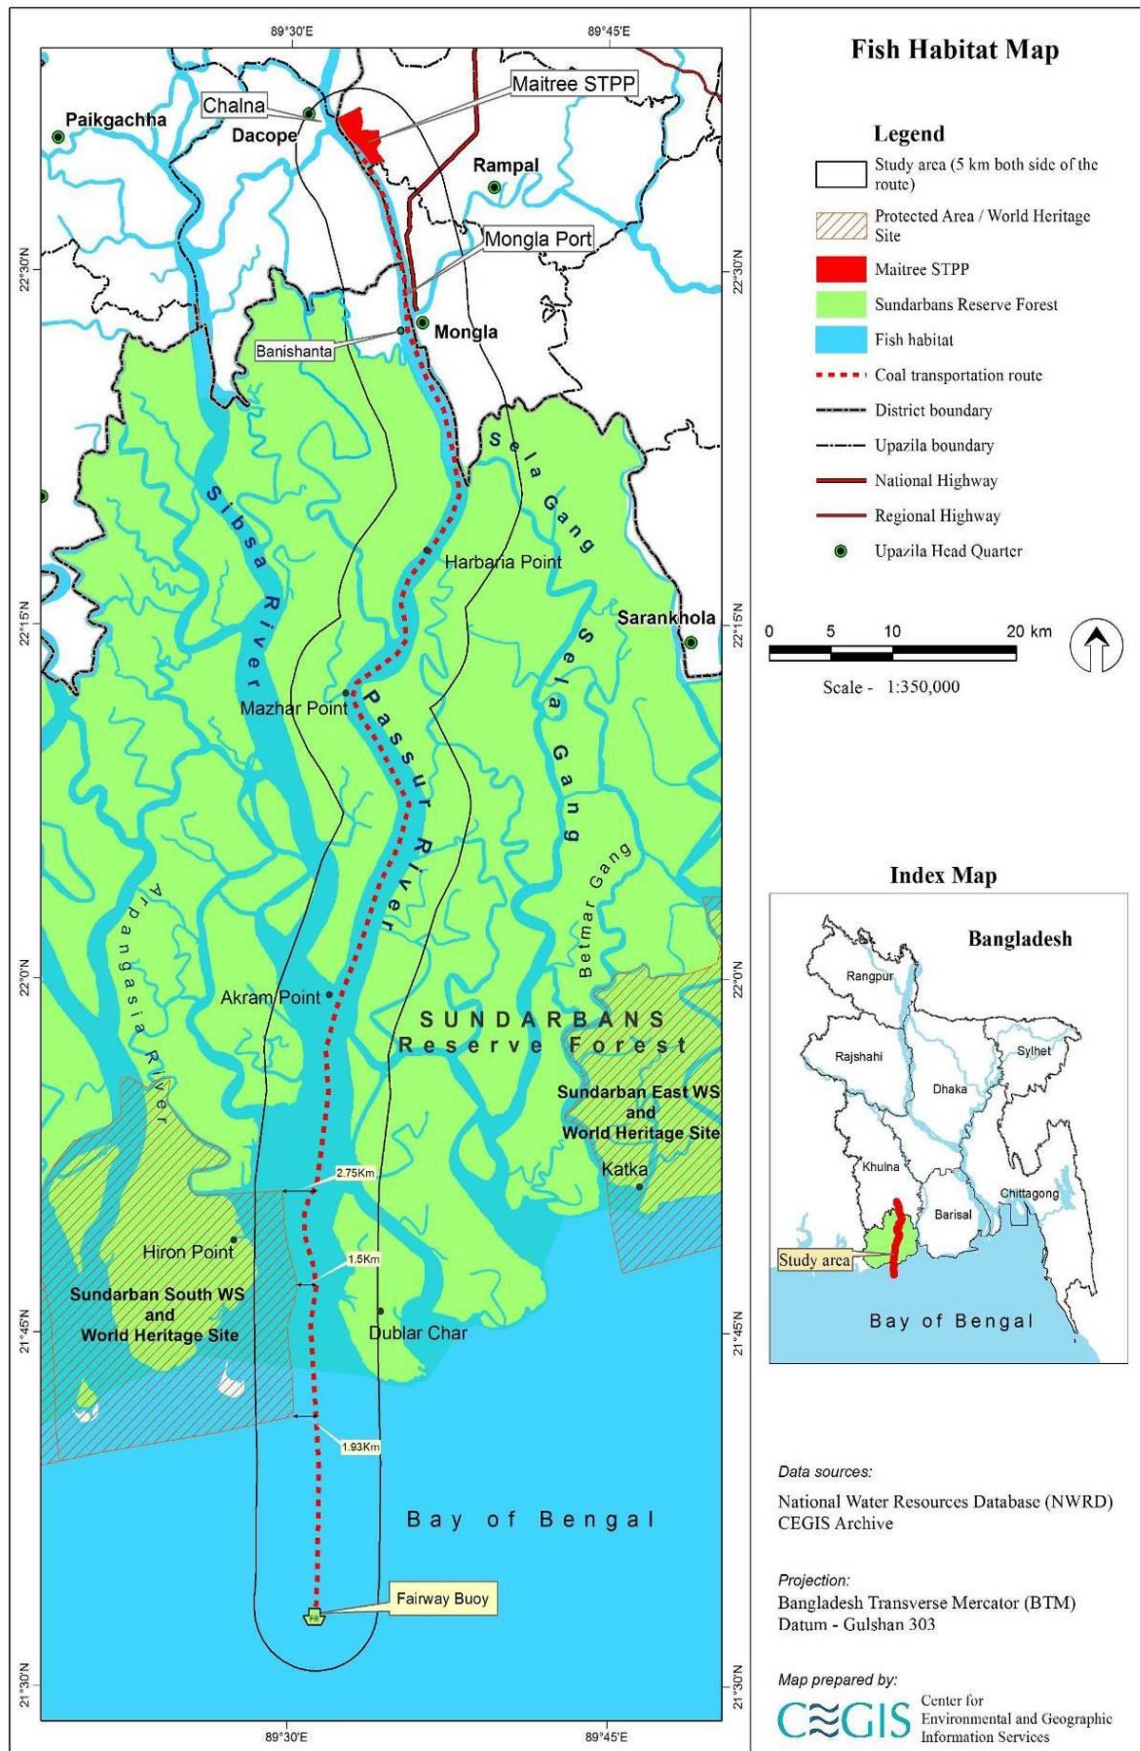 89°30'E
89°45'E
Fish Habitat Map
Maitree STPP
Chalna
Paikgachha
Dacope
Rampal
Legend
Study area (5 km both side of the
route)
Protected Area / World Heritage
Site
Maitree STPP
Sundarbans Reserve Forest
Fish habitat
Coal transportation route
District boundary
Upazila boundary
National Highway
Regional Highway
Upazila Head Quarter
Mongla Port
22°30'N
22°30'N
Mongla
Banishanta
Sela Gang
Sibsa River
Harbaria Point
22°15'N
22°15'N
Sarankhola
0 5 10 20 km
Scale - 1:350,000
Sela Gang
Mazhar Point
Passur River
Betmar Gang
Arpangasia River
22°0'N
22°0'N
Akram Point
SUNDARBANS
Reserve Forest
Sundarban East WS
and
World Heritage Site
Katka
2.75Km
Hiron Point
1.5Km
Sundarban South WS
and
World Heritage Site
21°45'N
21°45'N
Dublar Char
1.93Km
Bay of Bengal
Fairway Buoy
21°30'N
21°30'N
89°30'E
89°45'E
Index Map
Bangladesh
Rangpur
Rajshahi
Sylhet
Dhaka
Khulna
Barisal
Chittagong
Study area
Bay of Bengal
Data sources:
National Water Resources Database (NWRD)
CEGIS Archive
Projection:
Bangladesh Transverse Mercator (BTM)
Datum - Gulshan 303
Map prepared by:
CEGIS
Center for
Environmental and Geographic
Information Services